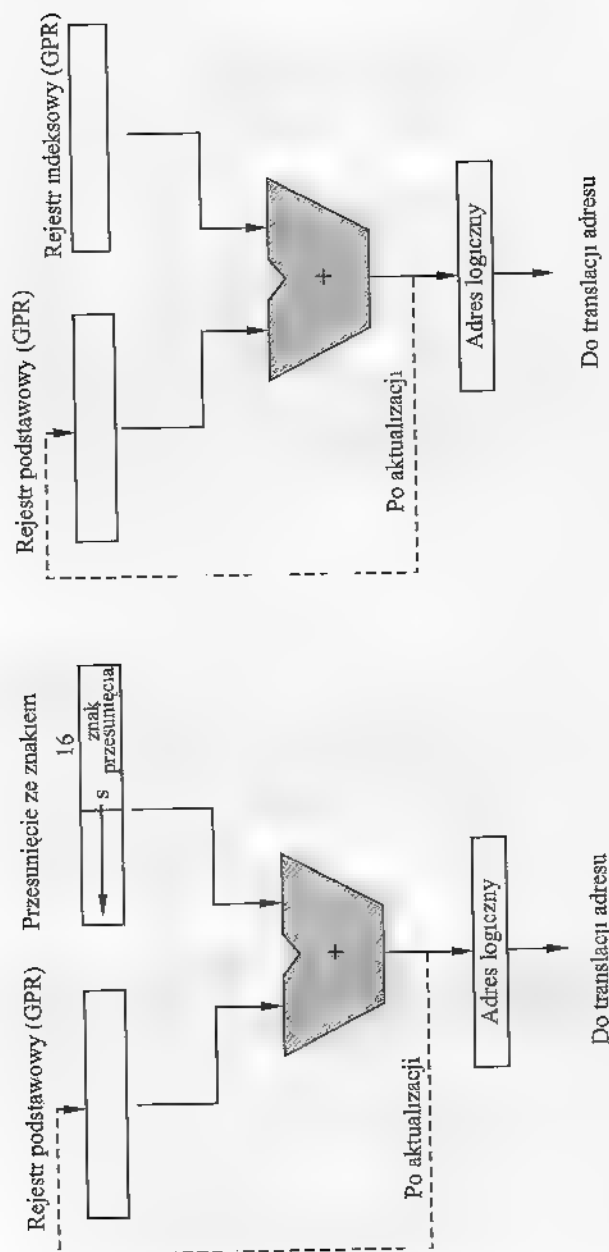 Rejestr podstawowy (GPR)
Przesunięcie ze znakiem
16
s
znak
przesunięcia
+
Po aktualizacji
Adres logiczny
Do translacji adresu
Rejestr podstawowy (GPR)
Rejestr indeksowy (GPR)
+
Po aktualizacji
Adres logiczny
Do translacji adresu